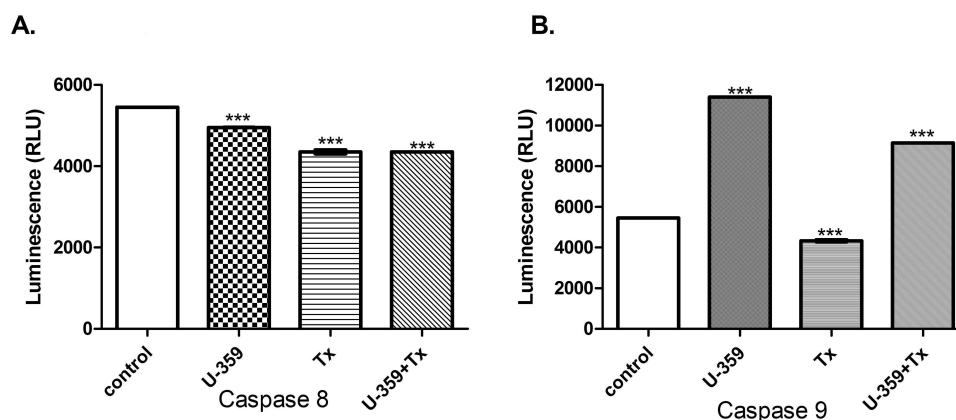 A.
Luminescence (RLU)
6000
4000
2000
0
***
***
***
control
U-359
Tx
U-359+Tx
Caspase 8
B.
Luminescence (RLU)
12000
10000
8000
6000
4000
2000
0
***
***
***
control
U-359
Tx
U-359+Tx
Caspase 9